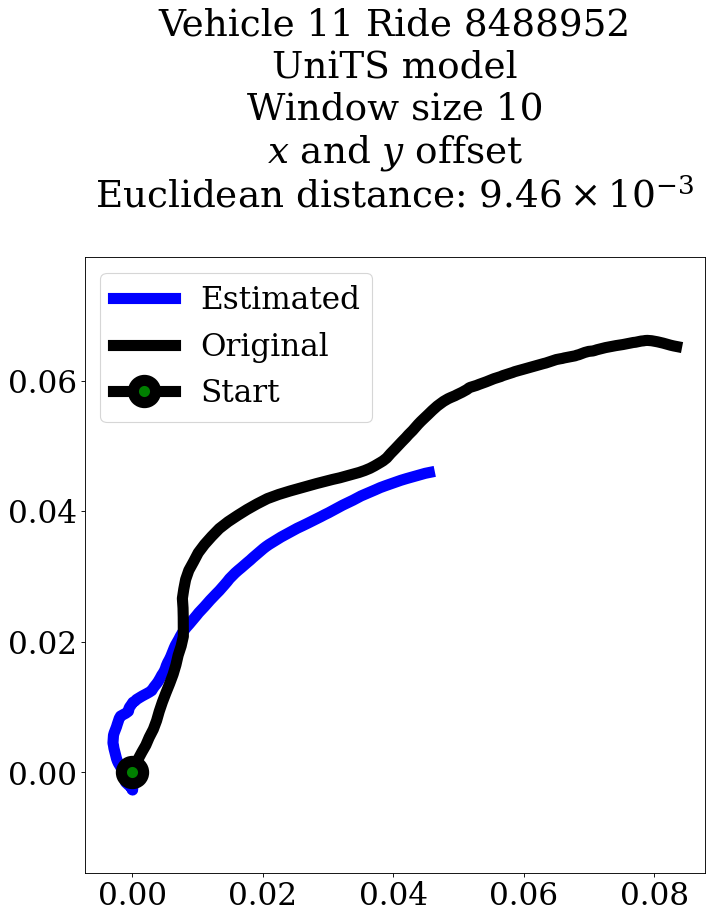 Vehicle 11 Ride 8488952
UniTS model
Window size 10
x and y offset
Euclidean distance: 9.46 × 10⁻³
Estimated
Original
Start
0.06
0.04
0.02
0.00
0.00 0.02 0.04 0.06 0.08